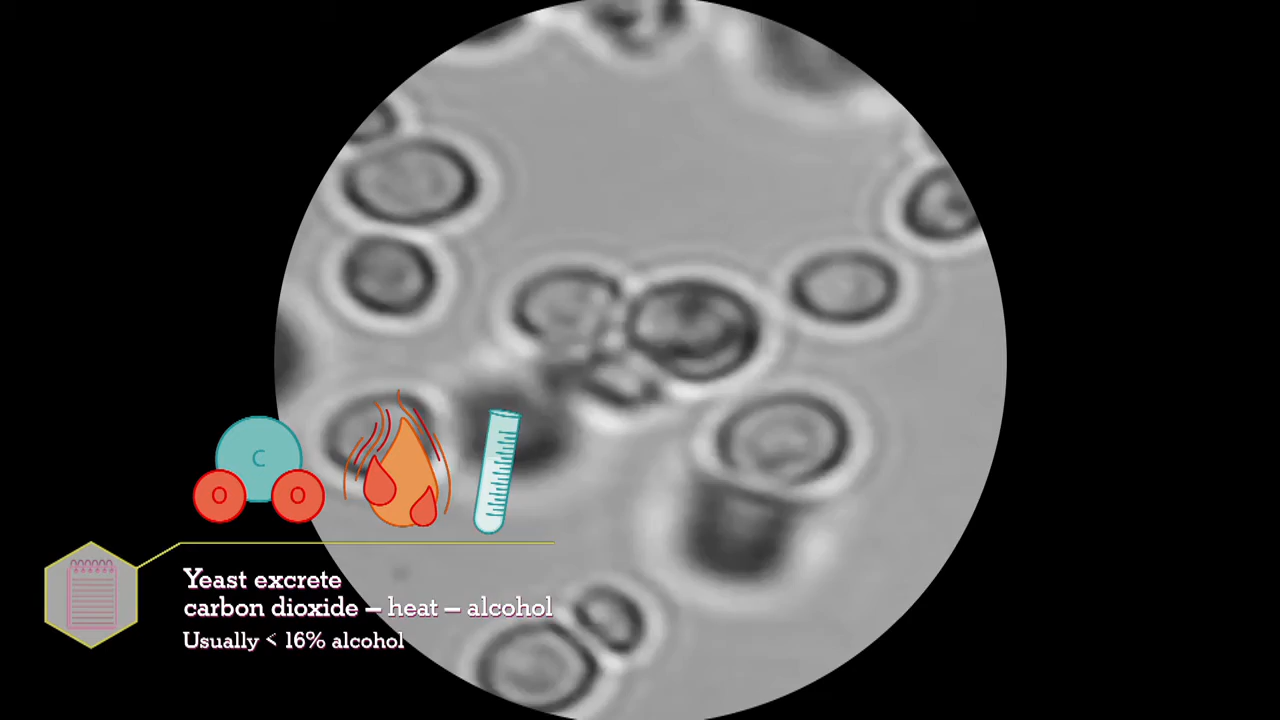 C
O O
Yeast excrete
carbon dioxide – heat – alcohol
Usually < 16% alcohol